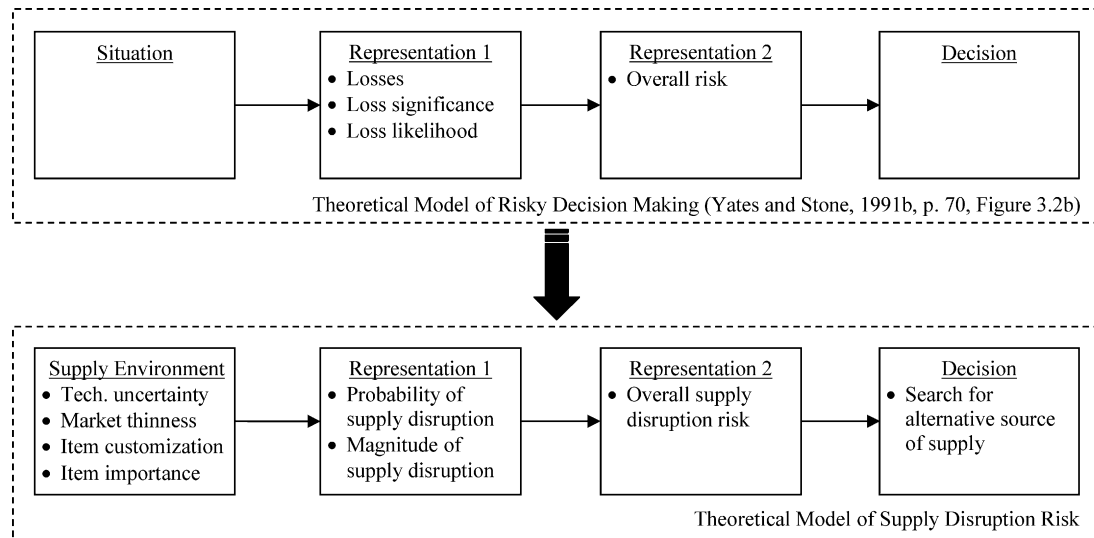 Situation
Representation 1
• Losses
• Loss significance
• Loss likelihood
Representation 2
• Overall risk
Decision
Theoretical Model of Risky Decision Making (Yates and Stone, 1991b, p. 70, Figure 3.2b)
Supply Environment
• Tech. uncertainty
• Market thinness
• Item customization
• Item importance
Representation 1
• Probability of
supply disruption
• Magnitude of
supply disruption
Representation 2
• Overall supply
disruption risk
Decision
• Search for
alternative source
of supply
Theoretical Model of Supply Disruption Risk